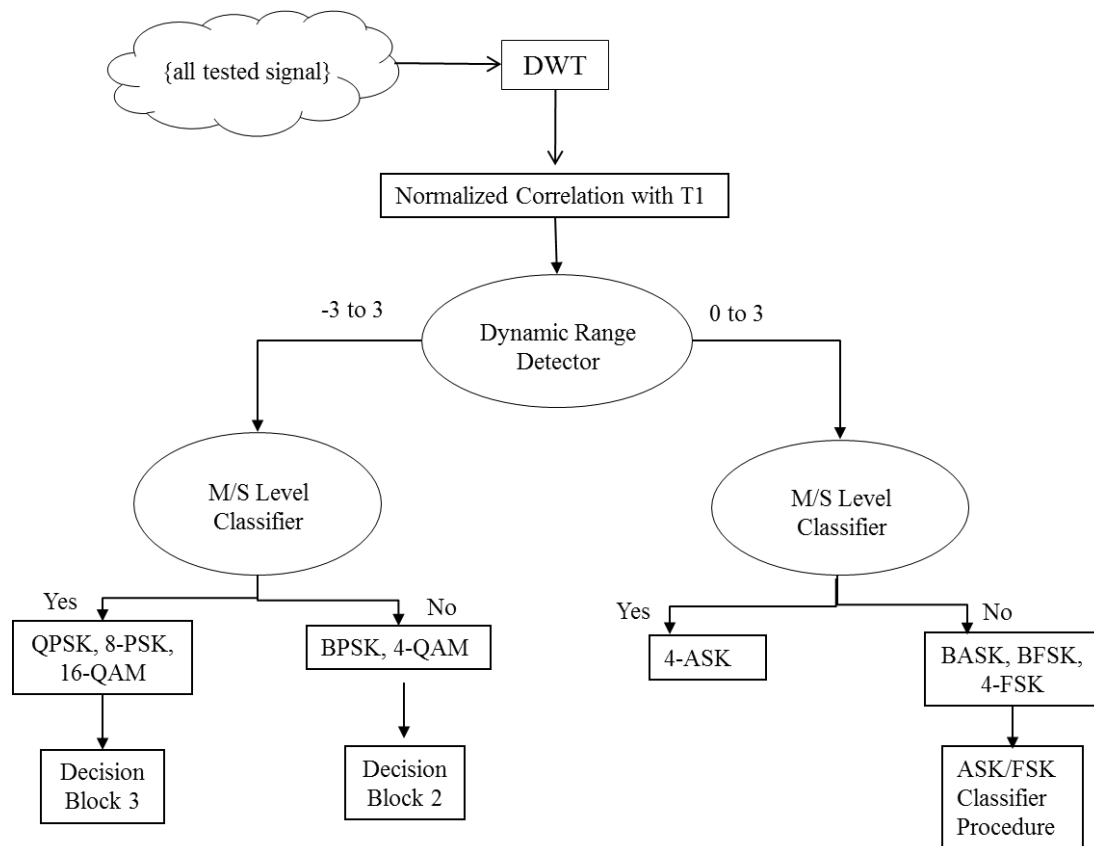 {all tested signal}
DWT
Normalized Correlation with T1
-3 to 3
0 to 3
Dynamic Range
Detector
M/S Level
Classifier
M/S Level
Classifier
Yes
No
Yes
No
QPSK, 8-PSK,
16-QAM
BPSK, 4-QAM
4-ASK
BASK, BFSK,
4-FSK
Decision
Block 3
Decision
Block 2
ASK/FSK
Classifier
Procedure